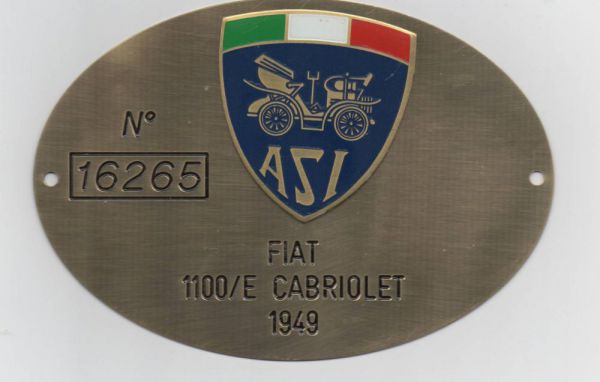 N°
16265
ASI
FIAT
1100/E CABRIOLET
1949